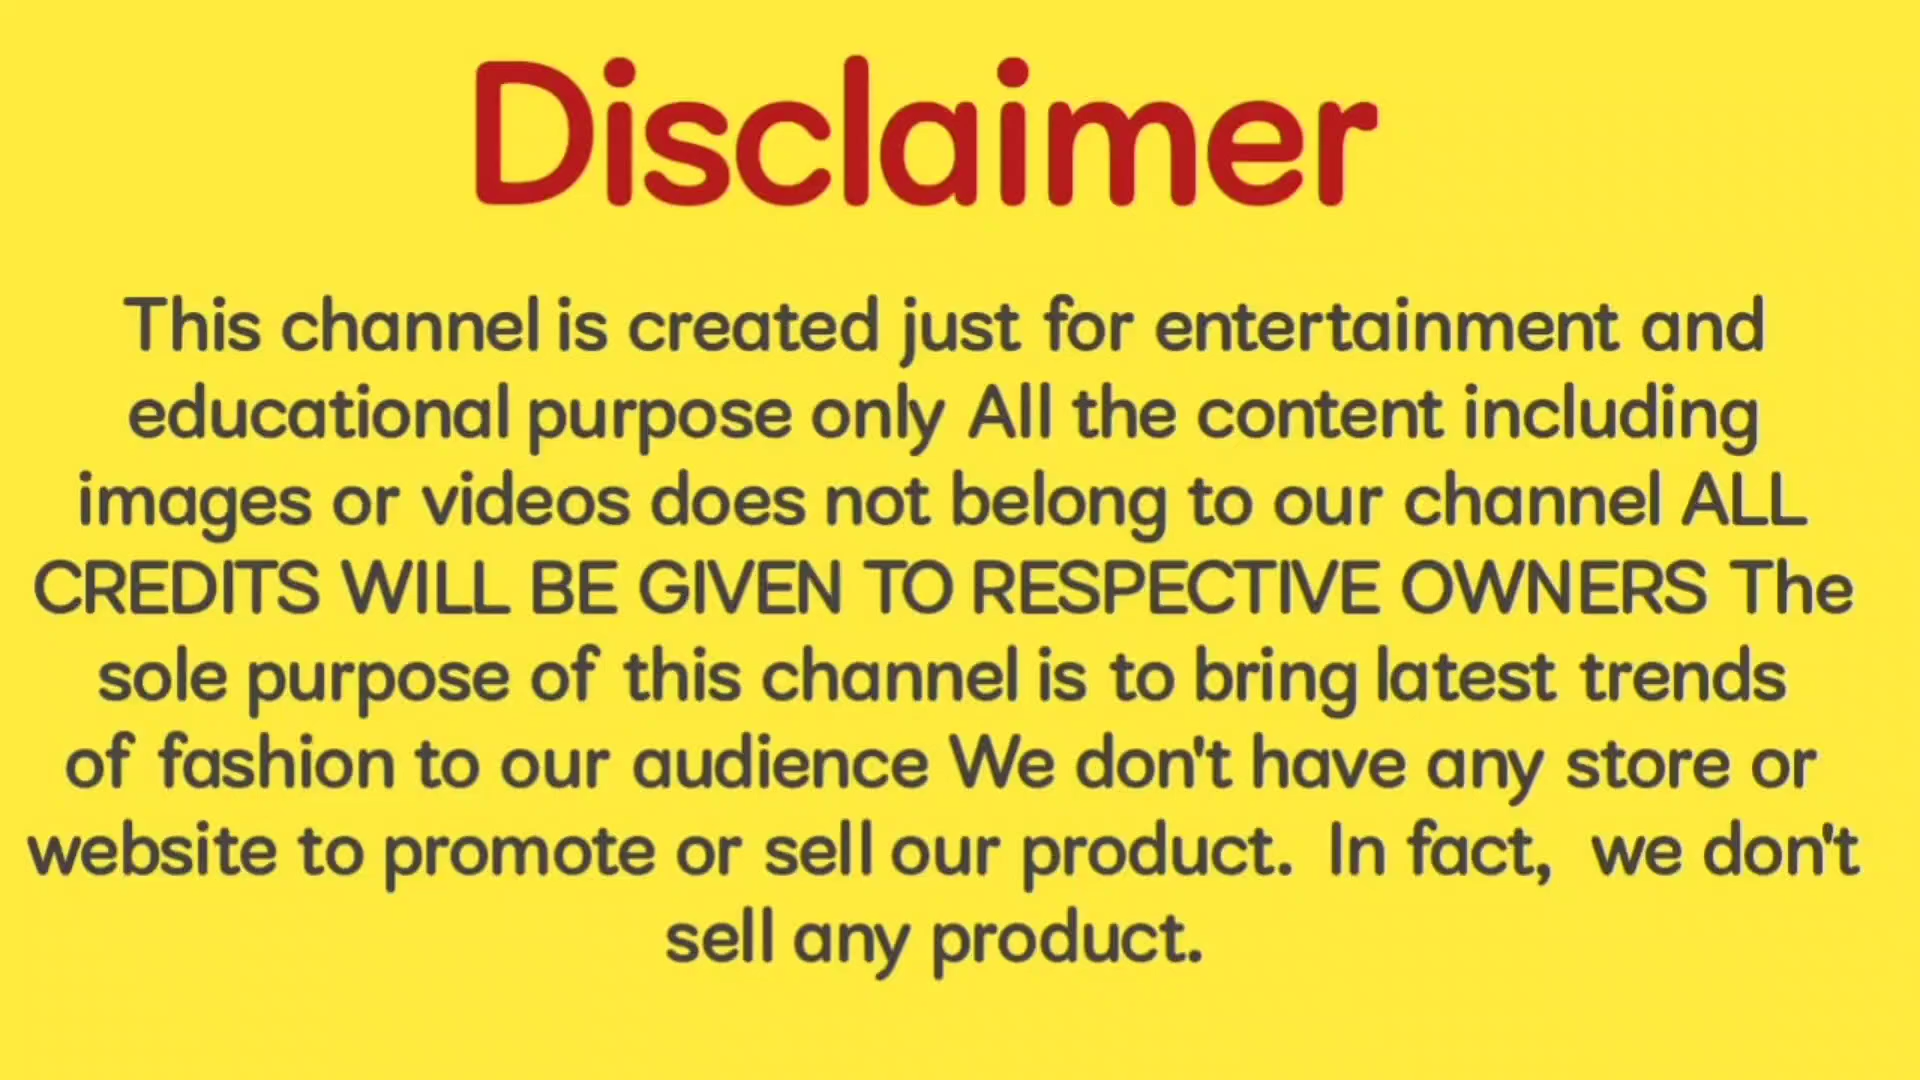 Disclaimer
This channel is created just for entertainment and
educational purpose only All the content including
images or videos does not belong to our channel ALL
CREDITS WILL BE GIVEN TO RESPECTIVE OWNERS The
sole purpose of this channel is to bring latest trends
of fashion to our audience We don't have any store or
website to promote or sell our product. In fact, we don't
sell any product.